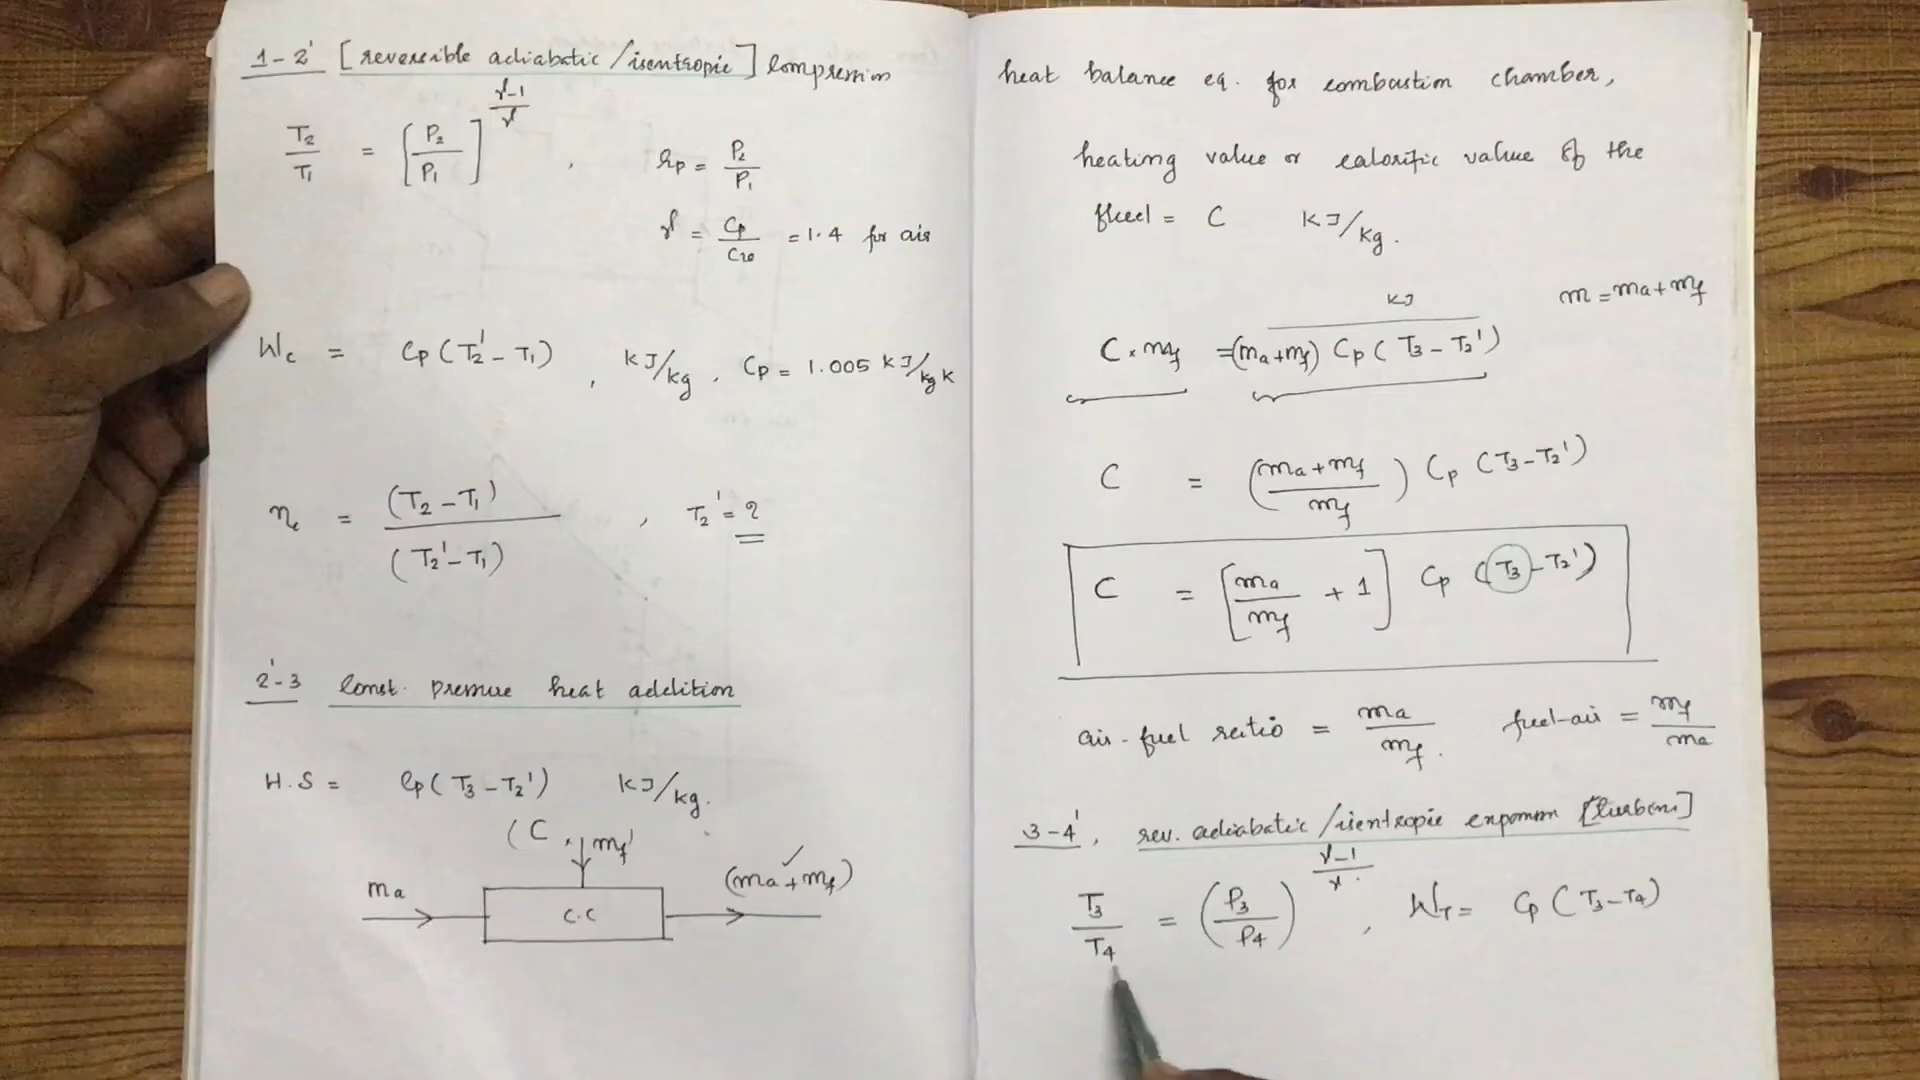 1-2' [reversible adiabatic/isentropic] Compression
T₂/T₁ = [P₂/P₁]^(γ-1)/γ , rp = P₂/P₁
γ = Cp/Cv = 1.4 for air
Wc = Cp(T₂' - T₁) , KJ/kg , Cp = 1.005 KJ/kg K
ηc = (T₂ - T₁)/(T₂' - T₁) , T₂' = ?
2'-3 Const. pressure heat addition
H.S = Cp(T₃ - T₂') KJ/kg.
(C × mf)
ma C.C (ma + mf) ✓
heat balance eq. for combustion chamber,
heating value or calorific value of the
fuel = C KJ/kg.
KJ m = ma + mf
C × mf = (ma + mf) Cp (T₃ - T₂')
C = ((ma + mf)/mf) Cp (T₃ - T₂')
C = [ma/mf + 1] Cp (T₃ - T₂')
air-fuel ratio = ma/mf. fuel-air = mf/ma
3-4', rev. adiabatic/isentropic expansion [turbine]
T₃/T₄ = (P₃/P₄)^(γ-1)/γ , WT = Cp (T₃ - T₄)